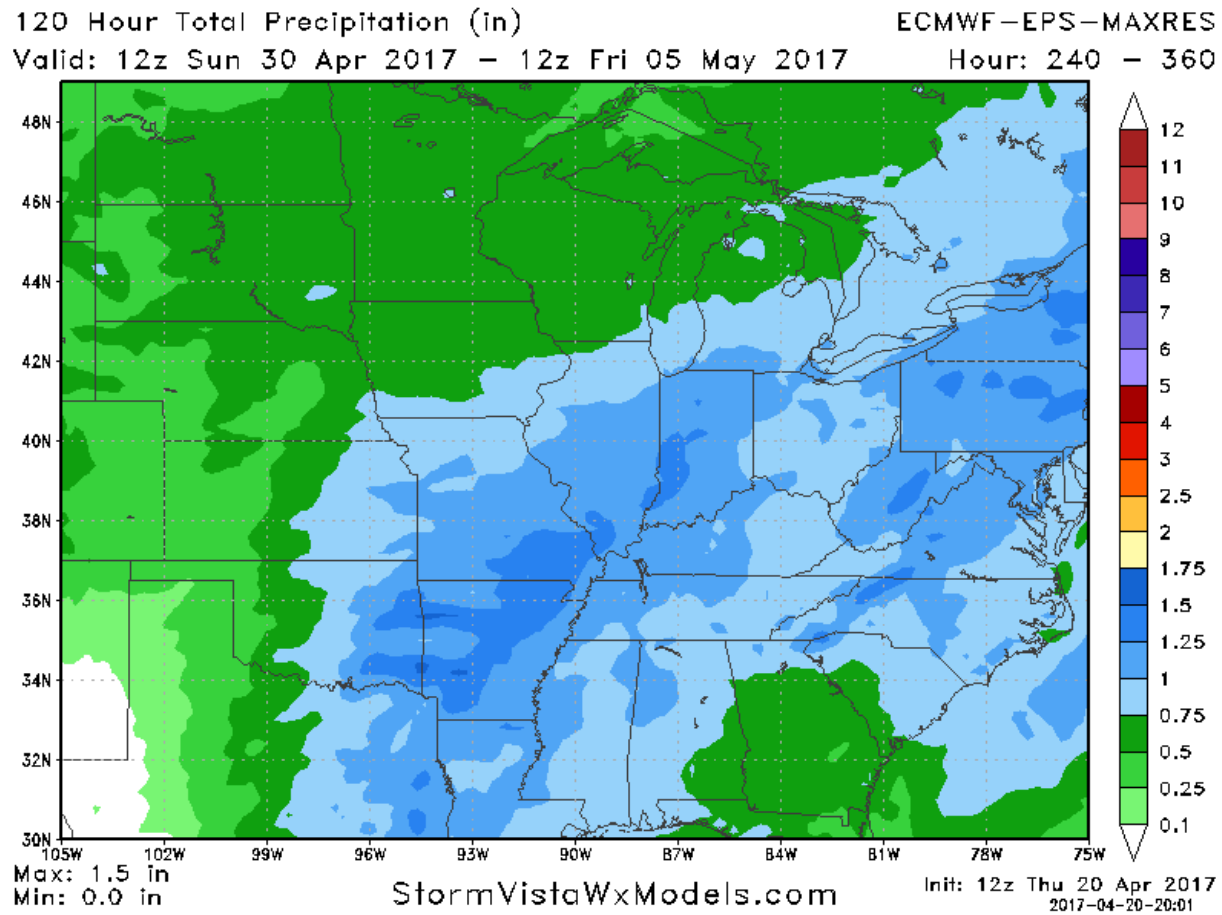 120 Hour Total Precipitation (in) ECMWF-EPS-MAXRES
Valid: 12z Sun 30 Apr 2017 - 12z Fri 05 May 2017 Hour: 240 - 360
48N
46N
44N
42N
40N
38N
36N
34N
32N
30N
105W 102W 99W 96W 93W 90W 87W 84W 81W 78W 75W
12
11
10
9
8
7
6
5
4
3
2.5
2
1.75
1.5
1.25
1
0.75
0.5
0.25
0.1
Max: 1.5 in
Min: 0.0 in
StormVistaWxModels.com
Init: 12z Thu 20 Apr 2017
2017-04-20-20:01